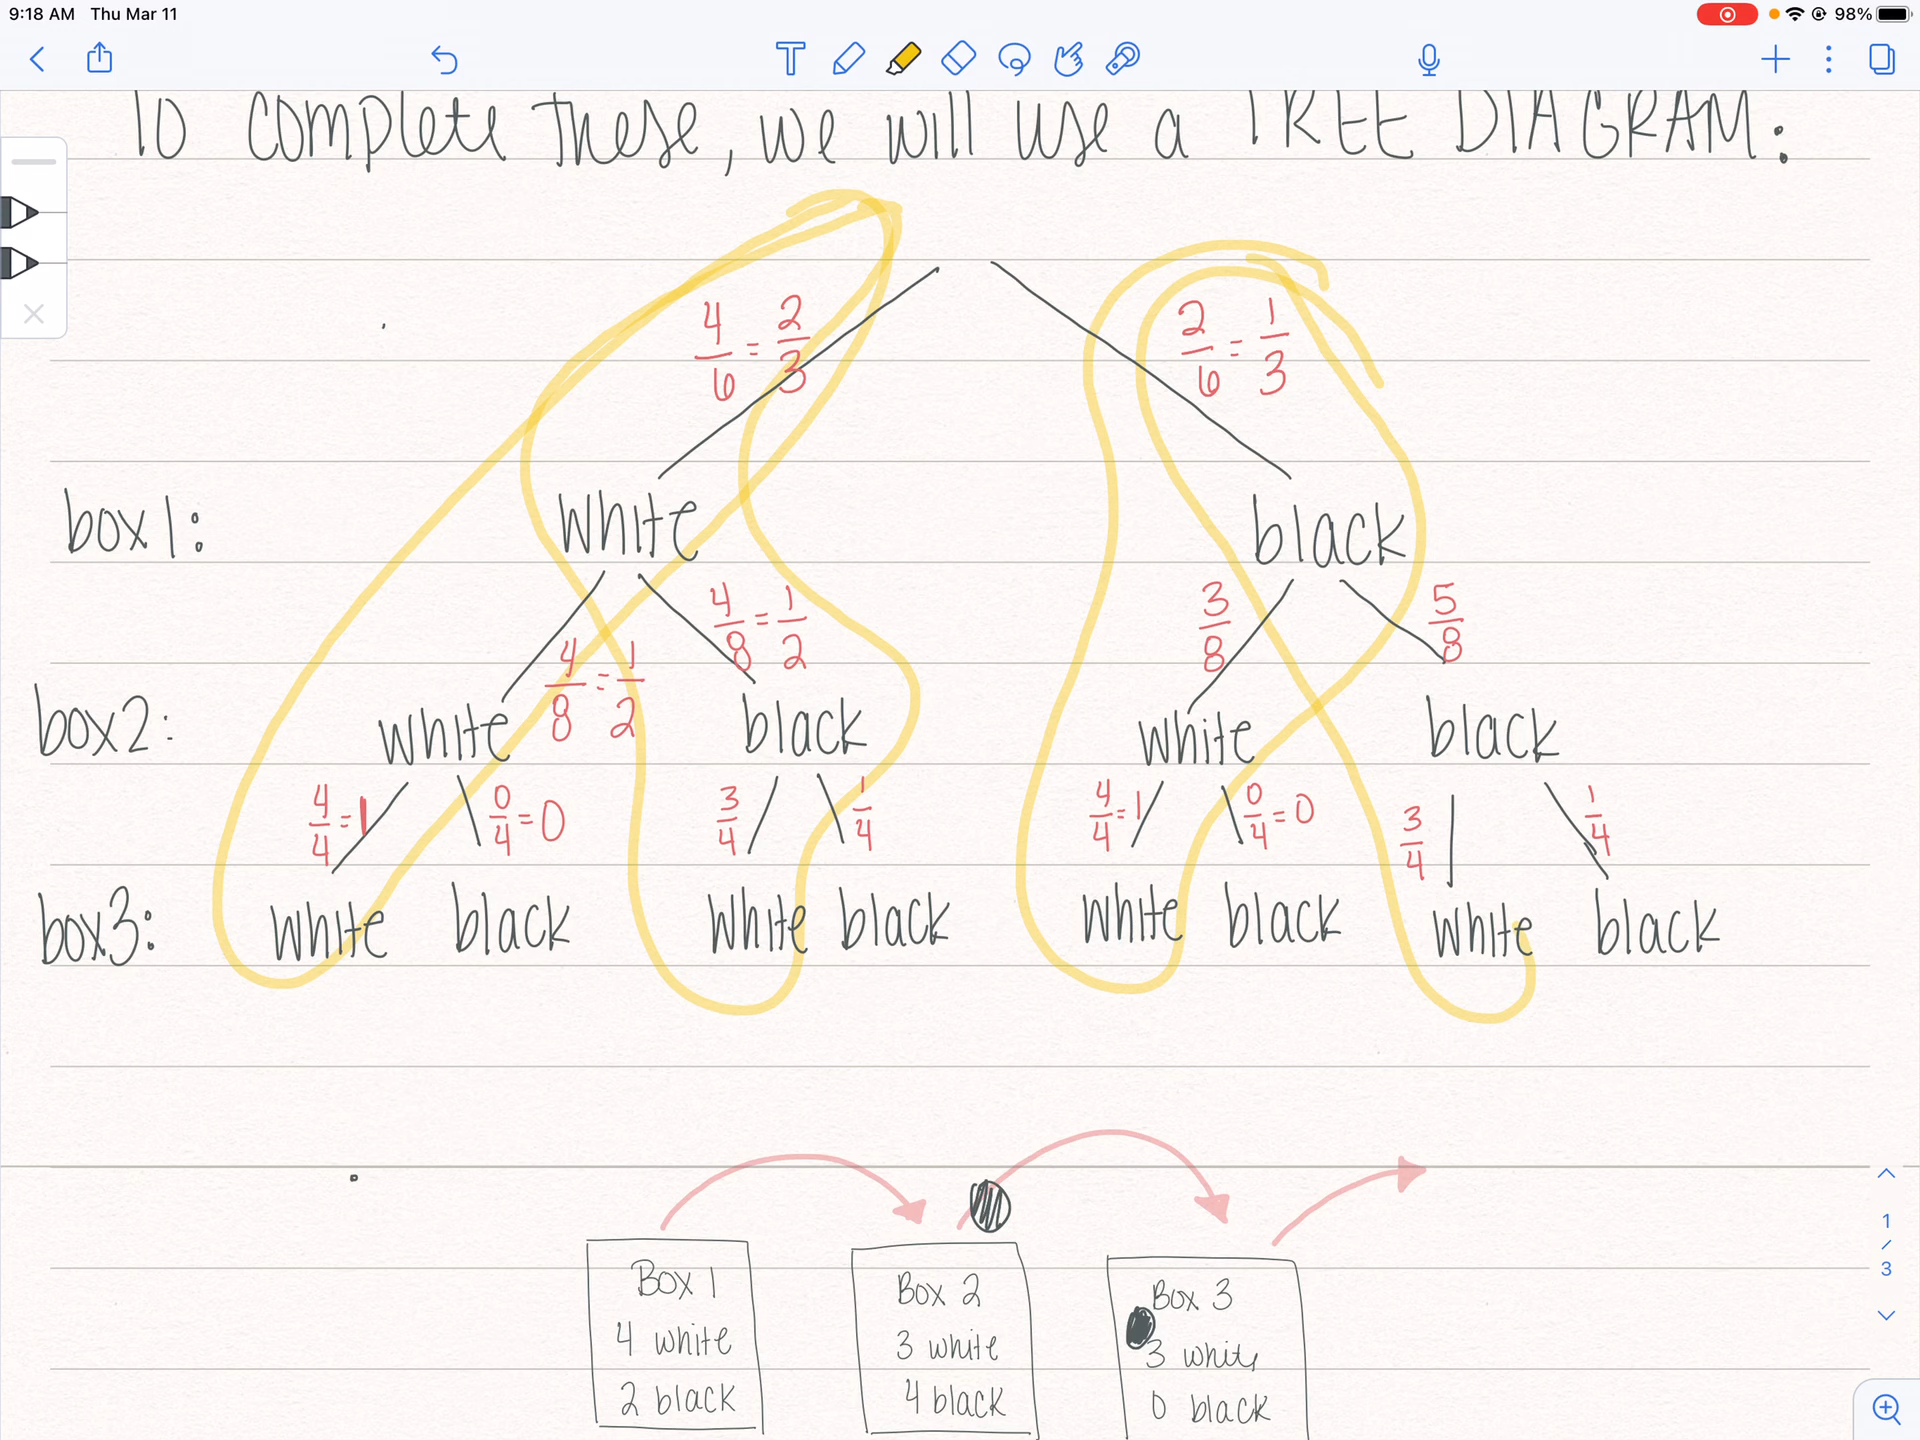 9:18 AM Thu Mar 11
98%
To complete these, we will use a TREE DIAGRAM:
4/6 = 2/3
2/6 = 1/3
box1: white black
4/8 = 1/2
4/8 = 1/2
3/8
5/8
box2: white black white black
4/4 = 1
0/4 = 0
3/4
1/4
4/4 = 1
0/4 = 0
3/4
1/4
box3: white black white black white black white black
Box 1
4 white
2 black
Box 2
3 white
4 black
Box 3
3 white
0 black
1
/
3